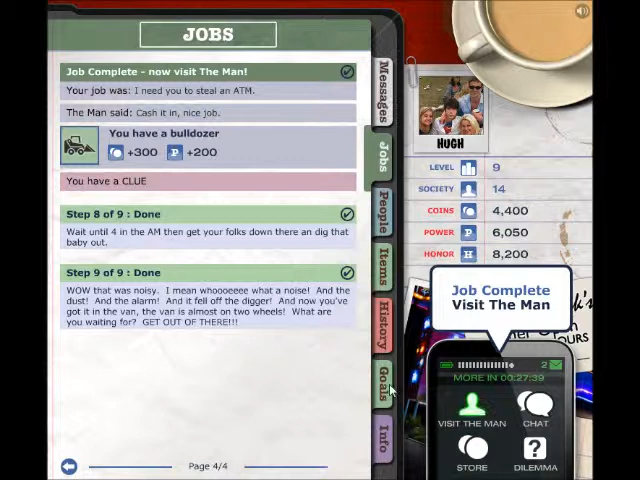 JOBS
Job Complete - now visit The Man!
Your job was: I need you to steal an ATM.
The Man said: Cash it in, nice job.
You have a bulldozer
+300 P +200
You have a CLUE
Step 8 of 9 : Done
Wait until 4 in the AM then get your folks down there an dig that
baby out.
Step 9 of 9 : Done
WOW that was noisy. I mean whoooeeee what a noise! And the
dust! And the alarm! And it fell off the digger! And now you've
got it in the van, the van is almost on two wheels! What are
you waiting for? GET OUT OF THERE!!!
Page 4/4
Messages
Jobs
People
Items
History
Goals
Info
HUGH
LEVEL 9
SOCIETY 14
COINS 4,400
POWER P 6,050
HONOR H 8,200
Job Complete
Visit The Man
OURS
2
MORE IN 00:27:39
VISIT THE MAN
CHAT
STORE
?
DILEMMA